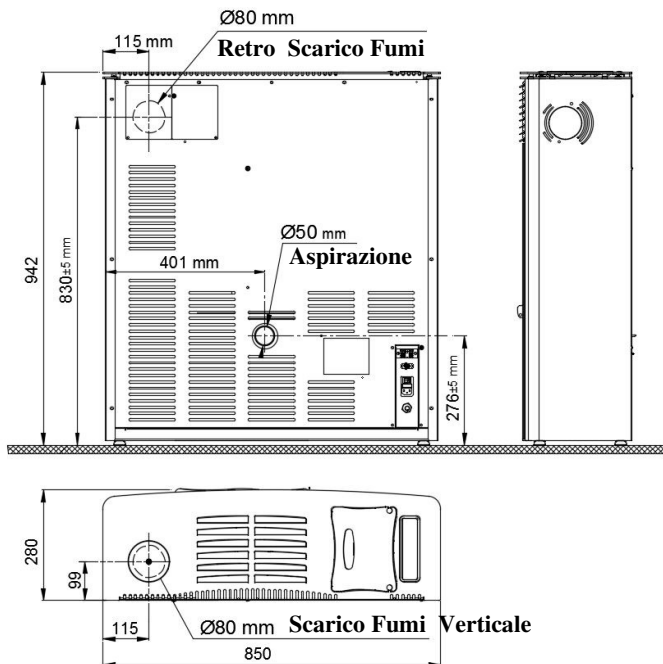 Ø80 mm
115 mm
Retro Scarico Fumi
Ø50 mm
Aspirazione
401 mm
942
830±5 mm
276±5 mm
280
99
115
Ø80 mm Scarico Fumi Verticale
850